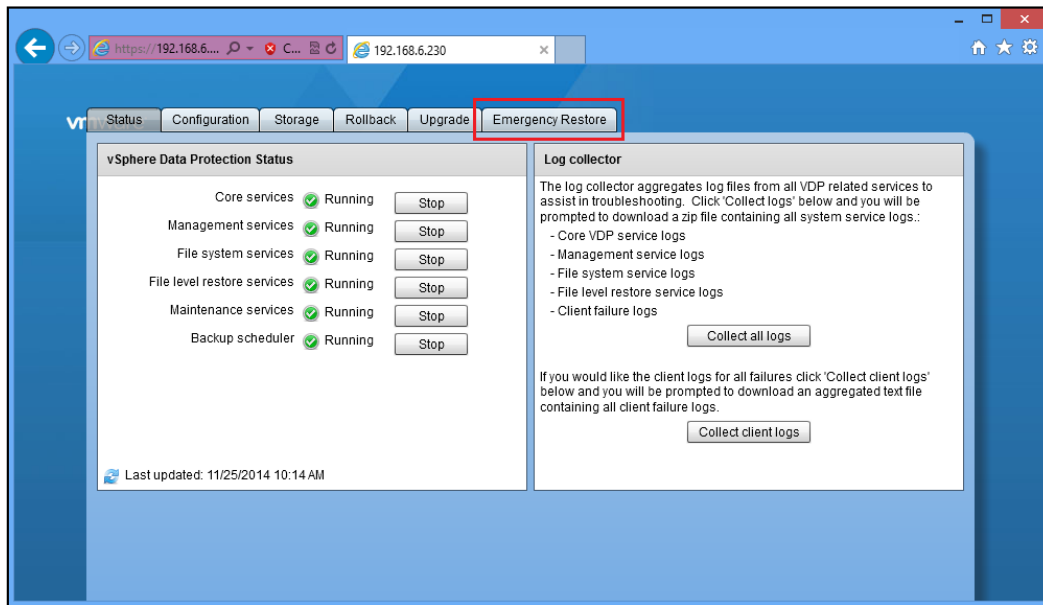 https://192.168.6.... C...
192.168.6.230
Status Configuration Storage Rollback Upgrade Emergency Restore
vSphere Data Protection Status
Core services Running Stop
Management services Running Stop
File system services Running Stop
File level restore services Running Stop
Maintenance services Running Stop
Backup scheduler Running Stop
Last updated: 11/25/2014 10:14 AM
Log collector
The log collector aggregates log files from all VDP related services to
assist in troubleshooting. Click 'Collect logs' below and you will be
prompted to download a zip file containing all system service logs.:
- Core VDP service logs
- Management service logs
- File system service logs
- File level restore service logs
- Client failure logs
Collect all logs
If you would like the client logs for all failures click 'Collect client logs'
below and you will be prompted to download an aggregated text file
containing all client failure logs.
Collect client logs